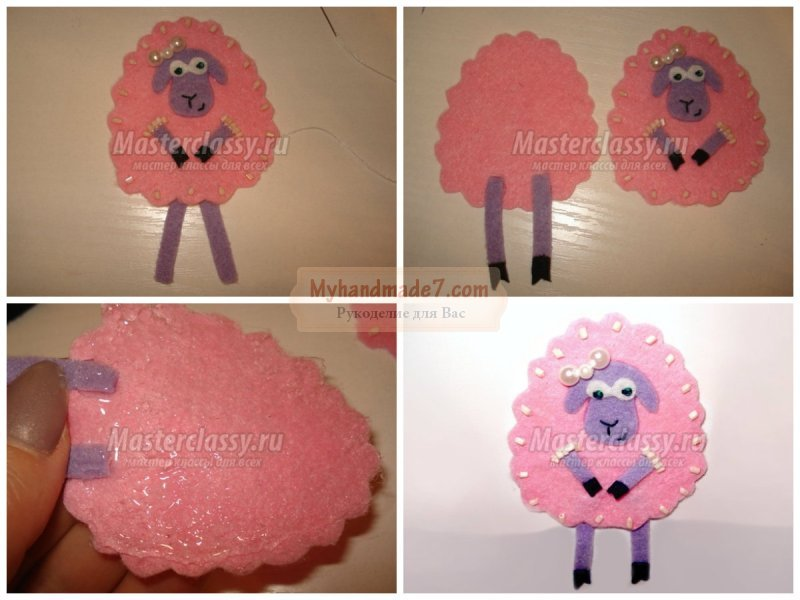 Masterclassy.ru
мастер классы для всех
Masterclassy.ru
мастер классы для всех
Myhandmade7.com
Рукоделие для Вас
Masterclassy.ru
мастер классы для всех
Masterclassy.ru
мастер классы для всех